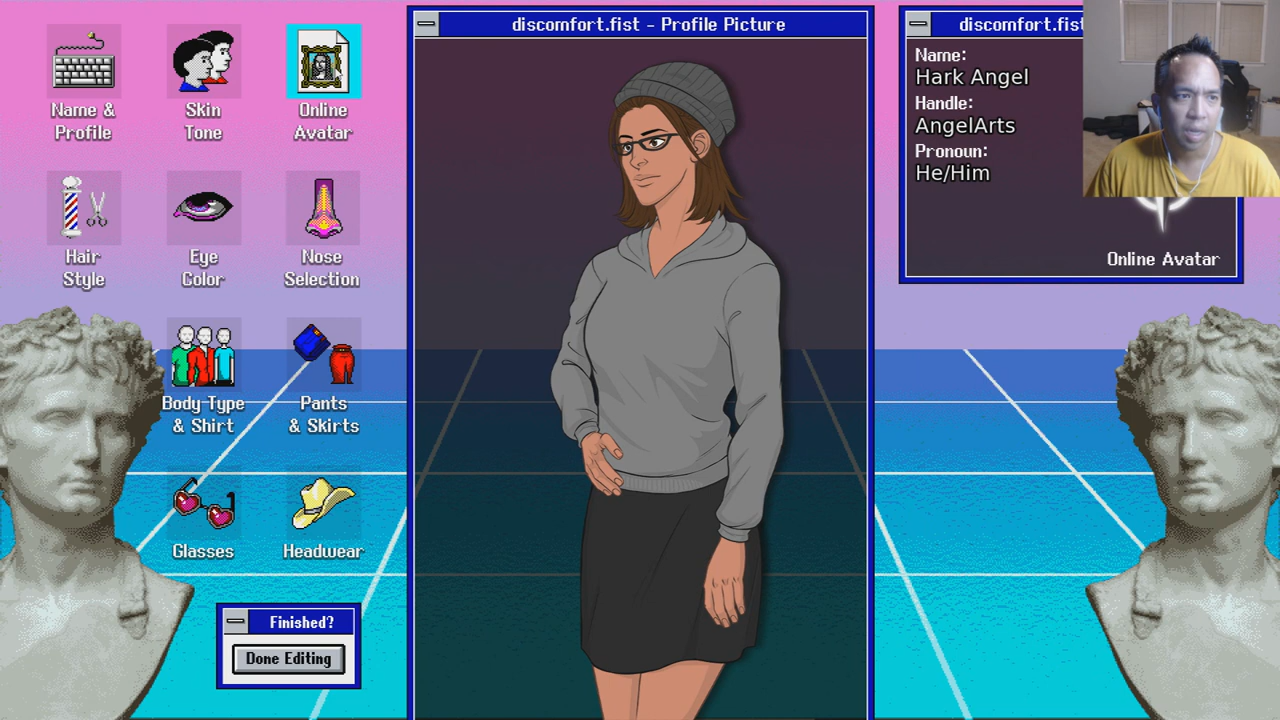 Name &
Profile
Skin
Tone
Online
Avatar
Hair
Style
Eye
Color
Nose
Selection
Body Type
& Shirt
Pants
& Skirts
Glasses
Headwear
Finished?
Done Editing
discomfort.fist - Profile Picture
discomfort.fist
Name:
Hark Angel
Handle:
AngelArts
Pronoun:
He/Him
Online Avatar